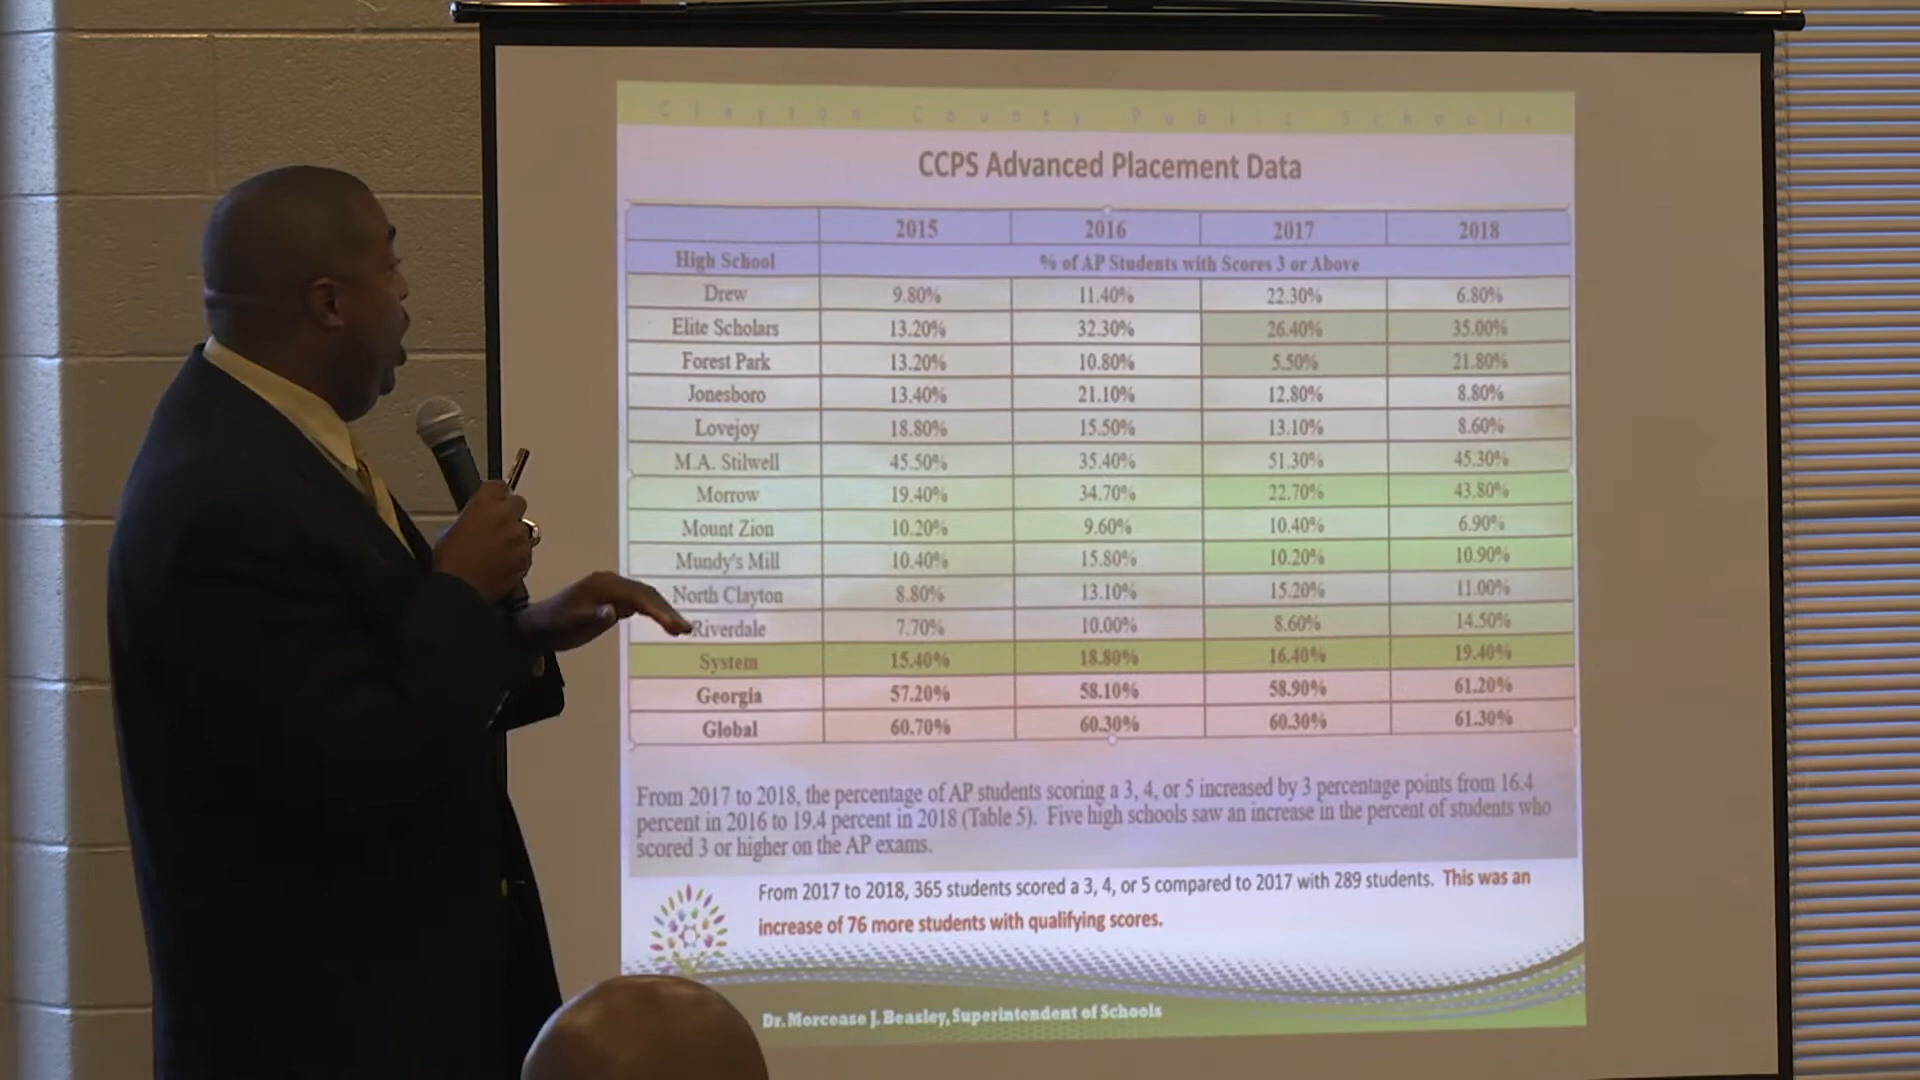 Clayton County Public Schools
CCPS Advanced Placement Data
2015 2016 2017 2018
High School % of AP Students with Scores 3 or Above
Drew 9.80% 11.40% 22.30% 6.80%
Elite Scholars 13.20% 32.30% 26.40% 35.00%
Forest Park 13.20% 10.80% 5.50% 21.80%
Jonesboro 13.40% 21.10% 12.80% 8.80%
Lovejoy 18.80% 15.50% 13.10% 8.60%
M.A. Stilwell 45.50% 35.40% 51.30% 45.30%
Morrow 19.40% 34.70% 22.70% 43.80%
Mount Zion 10.20% 9.60% 10.40% 6.90%
Mundy's Mill 10.40% 15.80% 10.20% 10.90%
North Clayton 8.80% 13.10% 15.20% 11.00%
Riverdale 7.70% 10.00% 8.60% 14.50%
System 15.40% 18.80% 16.40% 19.40%
Georgia 57.20% 58.10% 58.90% 61.20%
Global 60.70% 60.30% 60.30% 61.30%
From 2017 to 2018, the percentage of AP students scoring a 3, 4, or 5 increased by 3 percentage points from 16.4
percent in 2016 to 19.4 percent in 2018 (Table 5). Five high schools saw an increase in the percent of students who
scored 3 or higher on the AP exams.
From 2017 to 2018, 365 students scored a 3, 4, or 5 compared to 2017 with 289 students. This was an
increase of 76 more students with qualifying scores.
Dr. Morcease J. Beasley, Superintendent of Schools